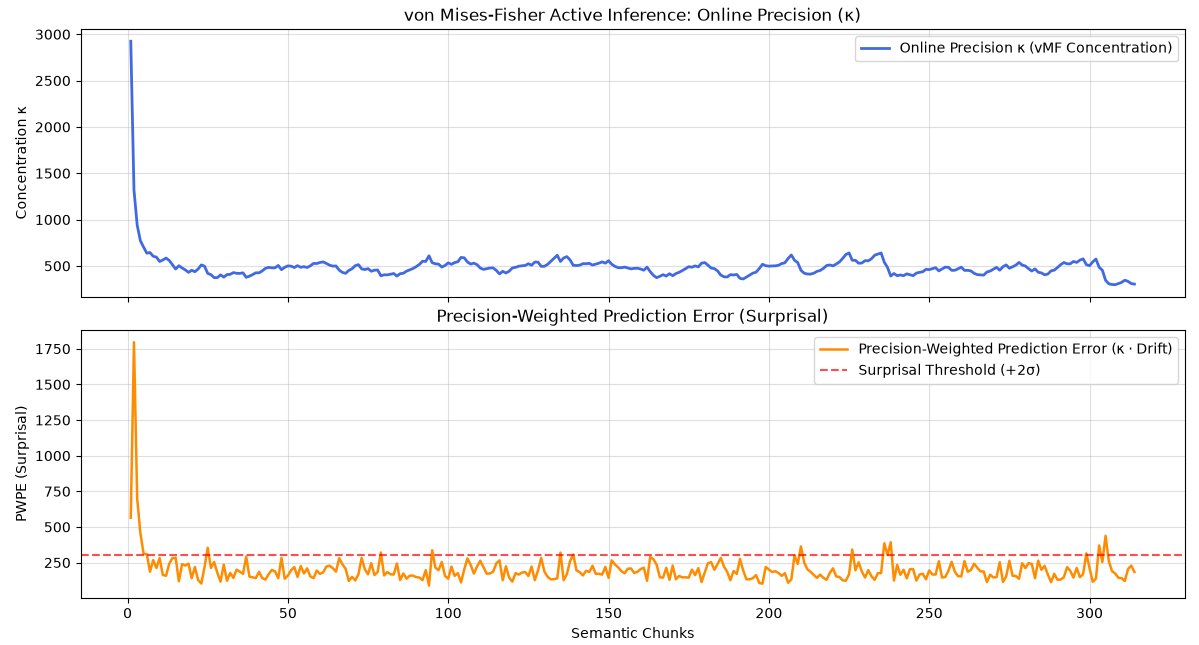 von Mises-Fisher Active Inference: Online Precision (κ)
3000
2500
2000
1500
1000
500
Concentration κ
Online Precision κ (vMF Concentration)
Precision-Weighted Prediction Error (Surprisal)
1750
1500
1250
1000
750
500
250
PWPE (Surprisal)
Precision-Weighted Prediction Error (κ · Drift)
Surprisal Threshold (+2σ)
0 50 100 150 200 250 300
Semantic Chunks